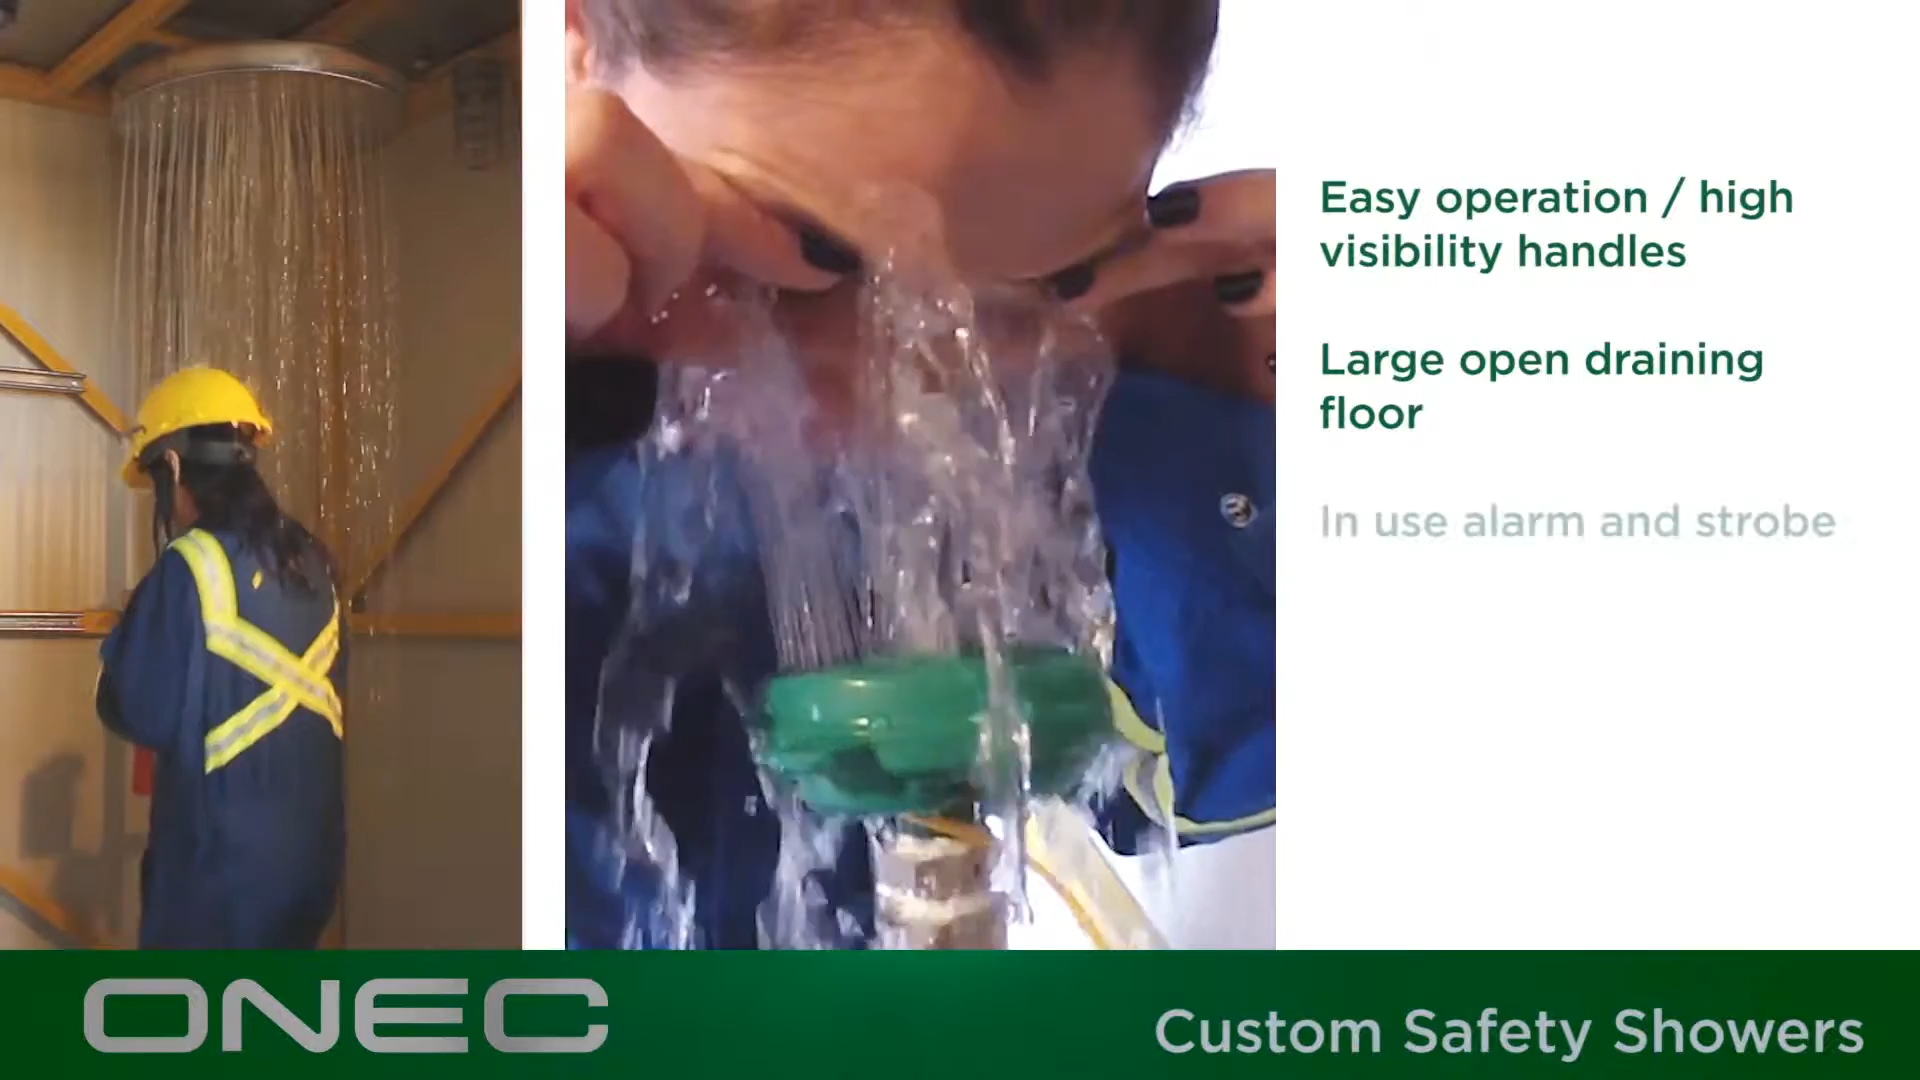 Easy operation / high
visibility handles
Large open draining
floor
In use alarm and strobe
ONEC
Custom Safety Showers